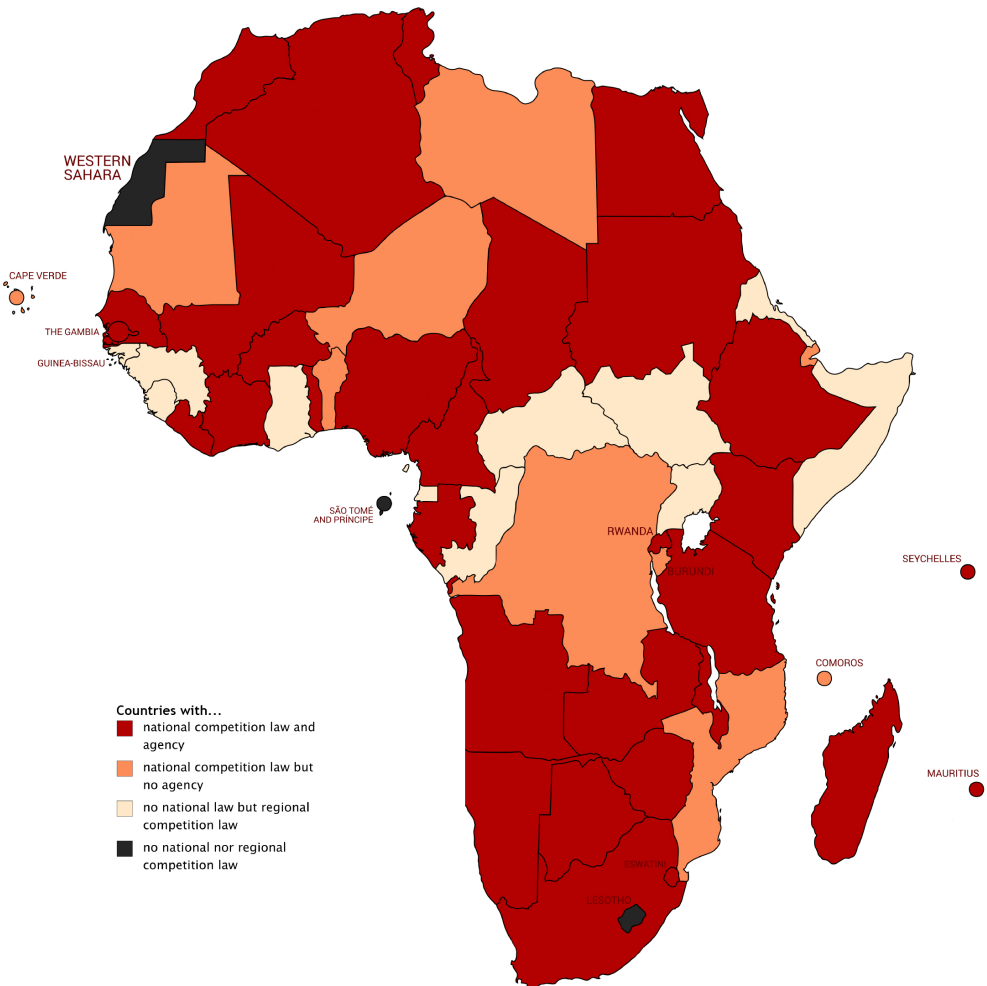 WESTERN
SAHARA
CAPE VERDE
THE GAMBIA
GUINEA-BISSAU
SÃO TOMÉ
AND PRÍNCIPE
RWANDA
BURUNDI
SEYCHELLES
COMOROS
MAURITIUS
ESWATINI
LESOTHO
Countries with...
national competition law and
agency
national competition law but
no agency
no national law but regional
competition law
no national nor regional
competition law